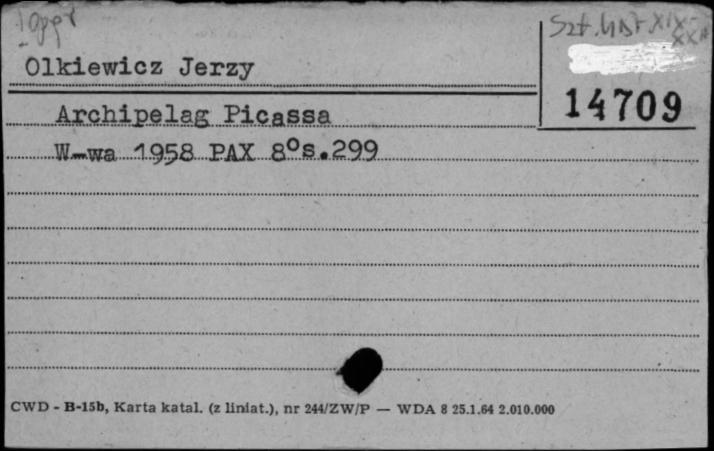 Olkiewicz Jerzy
14709
Archipelag Picassa
W-wa 1958 PAX 8°s.299
CWD - B-15b, Karta katal. (z liniat.), nr 244/ZW/P — WDA 8 25.1.64 2.010.000